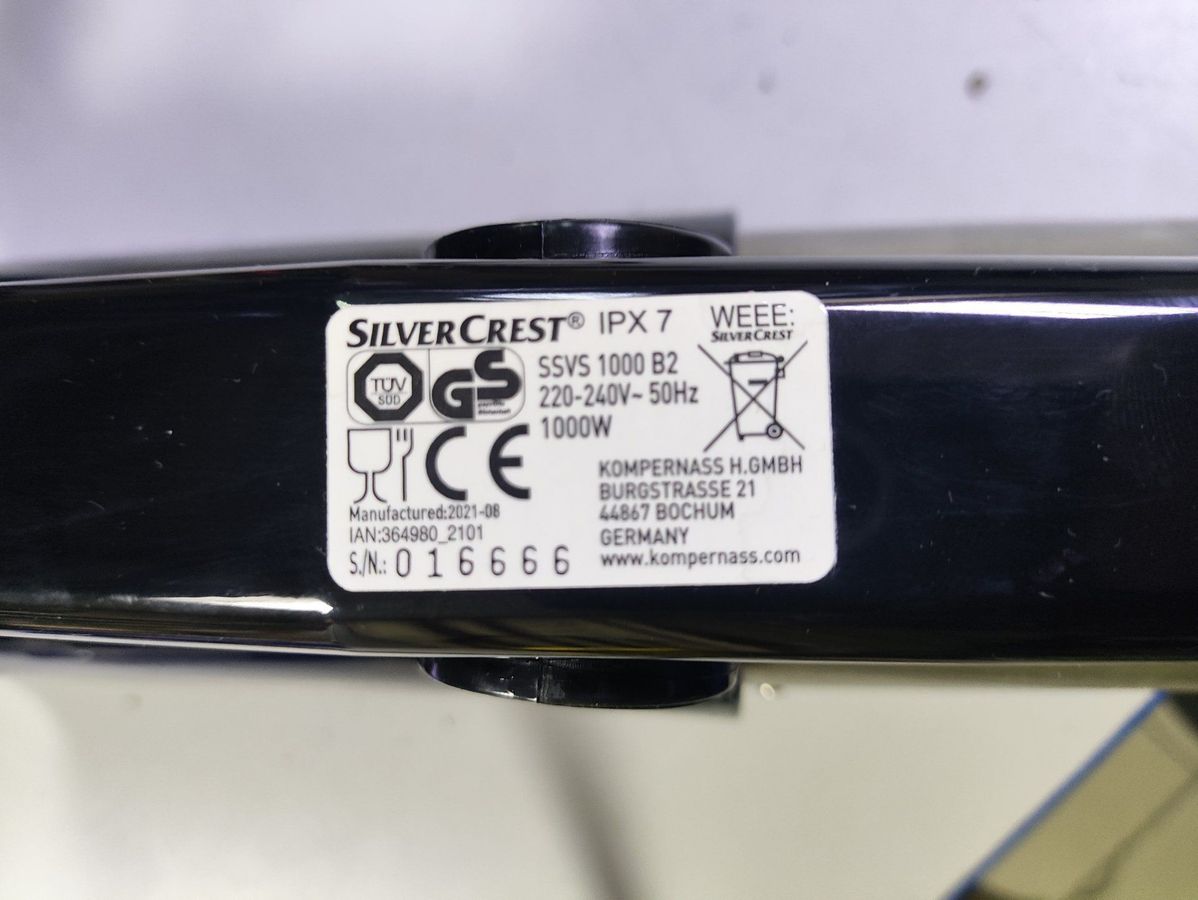 SILVERCREST® IPX 7
WEEE:
SILVERCREST
TÜV
SÜD
GS
SSVS 1000 B2
220-240V~ 50Hz
1000W
CE
Manufactured:2021-08
IAN:364980_2101
S./N.: 016666
KOMPERNASS H.GMBH
BURGSTRASSE 21
44867 BOCHUM
GERMANY
www.kompernass.com